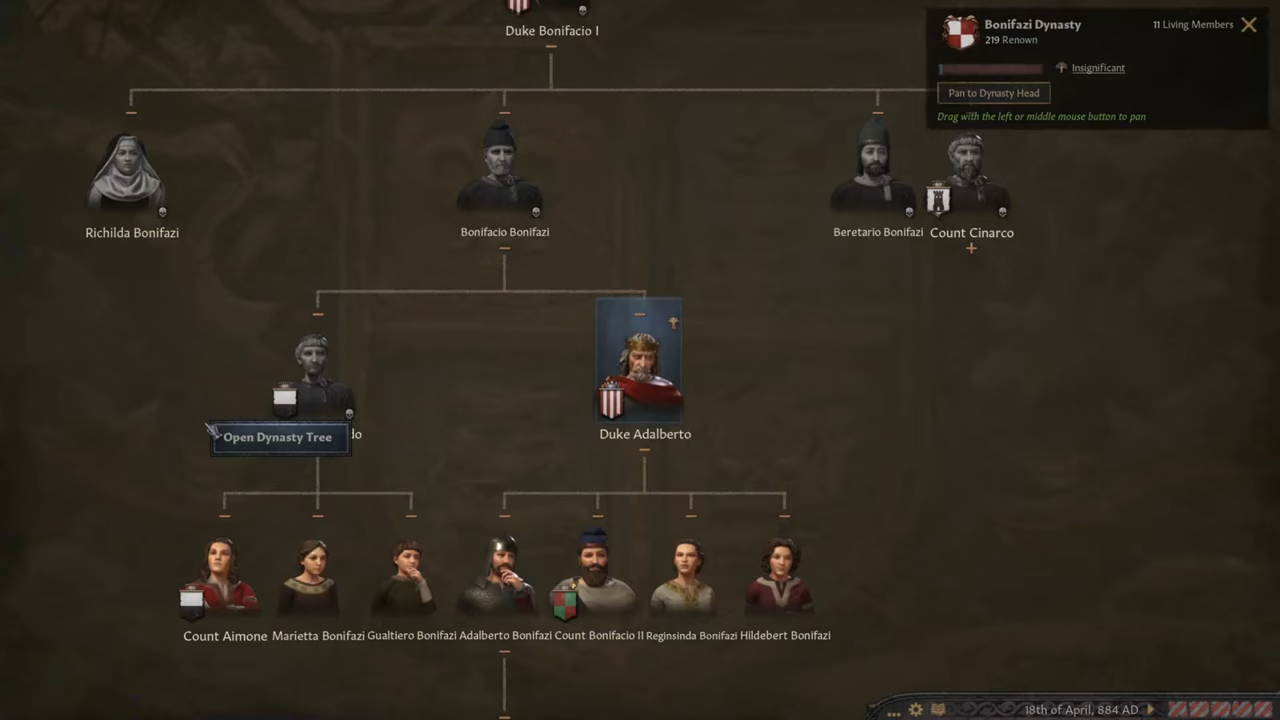 Duke Bonifacio I
Bonifazi Dynasty
11 Living Members
219 Renown
Insignificant
Pan to Dynasty Head
Drag with the left or middle mouse button to pan
Richilda Bonifazi
Bonifacio Bonifazi
Beretario Bonifazi
Count Cinarco
Open Dynasty Tree
do
Duke Adalberto
Count Aimone
Marietta Bonifazi
Gualtiero Bonifazi
Adalberto Bonifazi
Count Bonifacio II
Reginsinda Bonifazi
Hildebert Bonifazi
18th of April, 884 AD